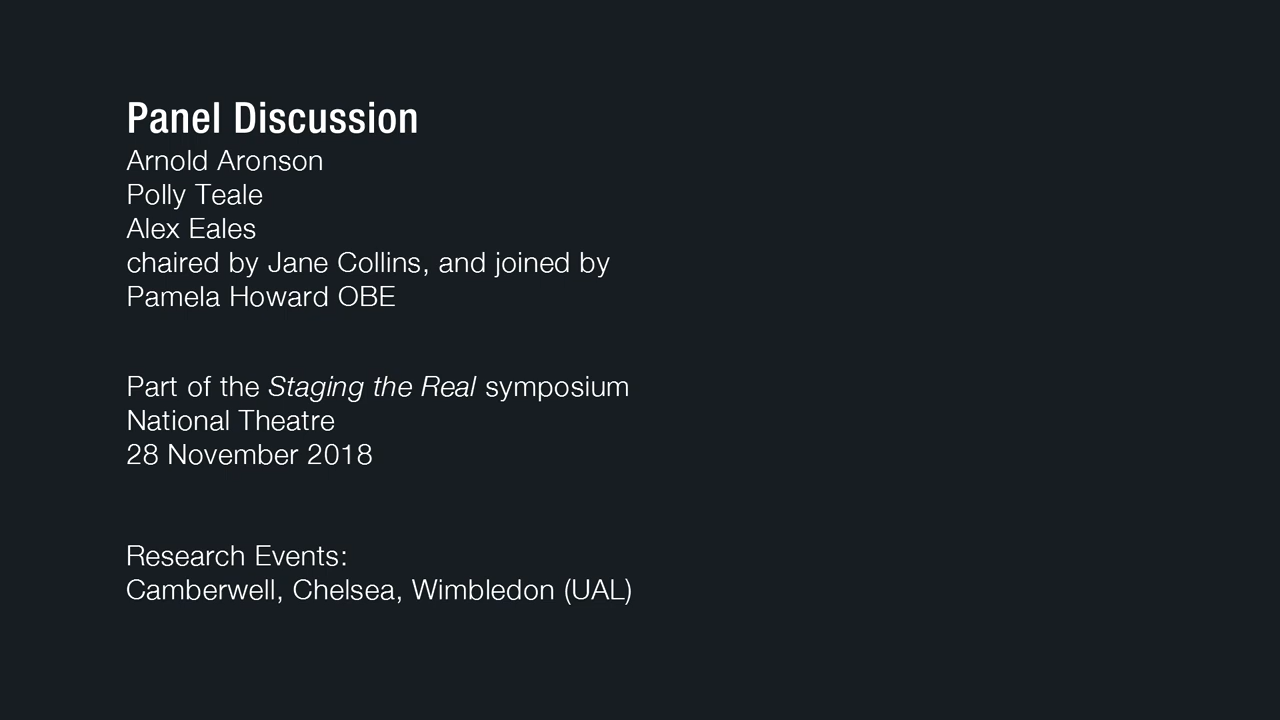 Panel Discussion
Arnold Aronson
Polly Teale
Alex Eales
chaired by Jane Collins, and joined by
Pamela Howard OBE
Part of the Staging the Real symposium
National Theatre
28 November 2018
Research Events:
Camberwell, Chelsea, Wimbledon (UAL)